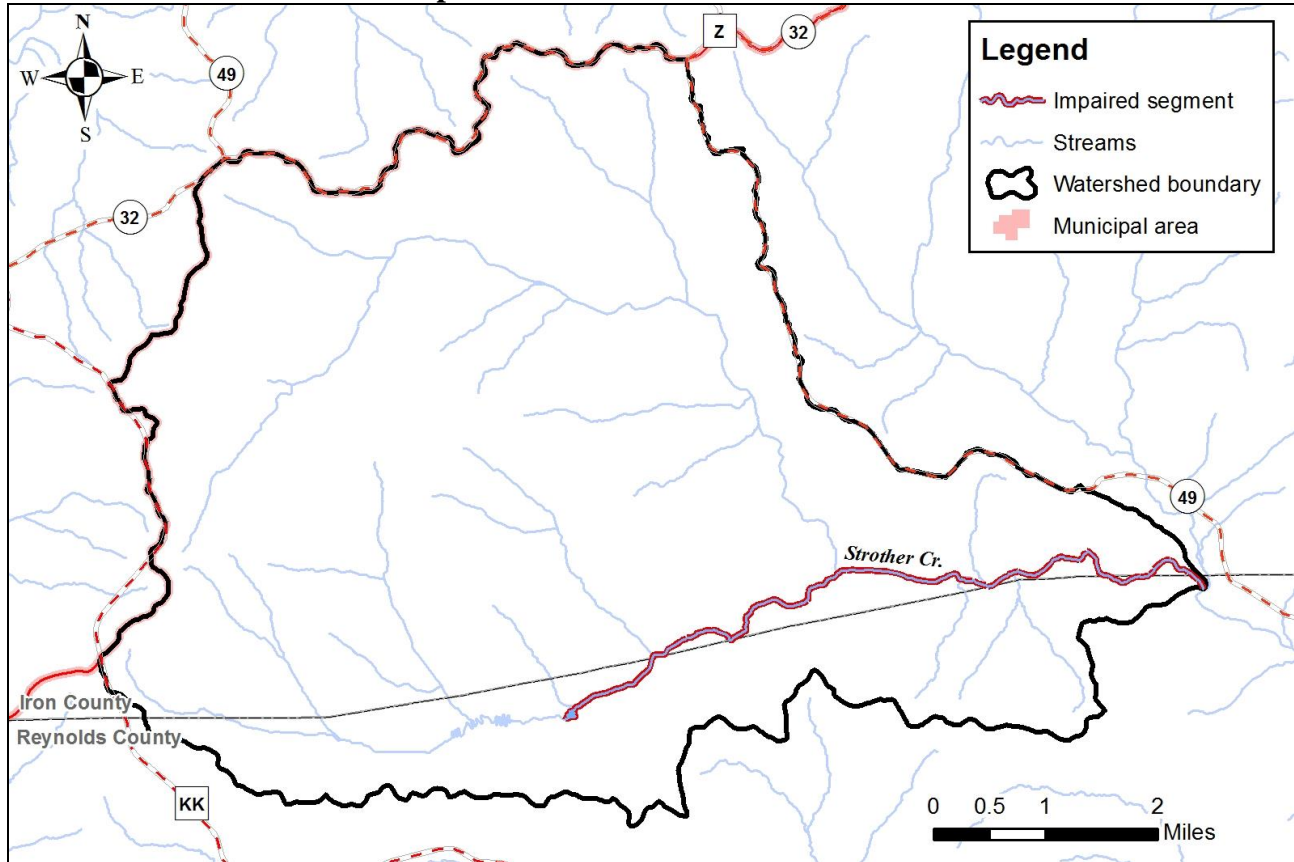 N
W E
S
49
Z
32
32
Legend
Impaired segment
Streams
Watershed boundary
Municipal area
49
Strother Cr.
Iron County
Reynolds County
KK
0 0.5 1 2
Miles